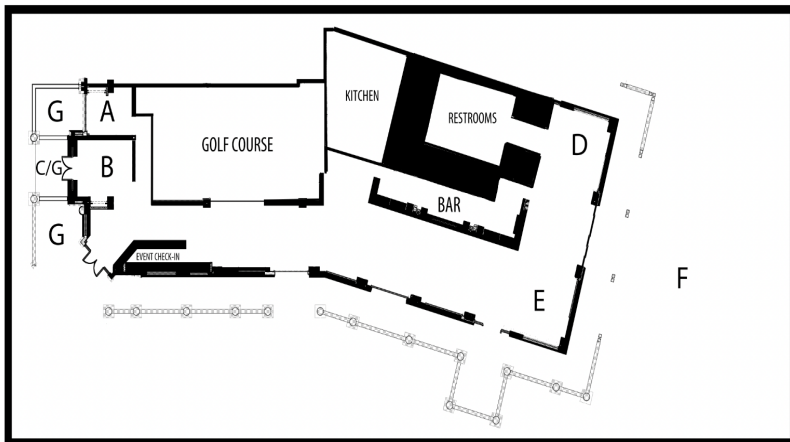 KITCHEN
G
A
RESTROOMS
GOLF COURSE
D
C/G
B
BAR
G
EVENT CHECK-IN
F
E